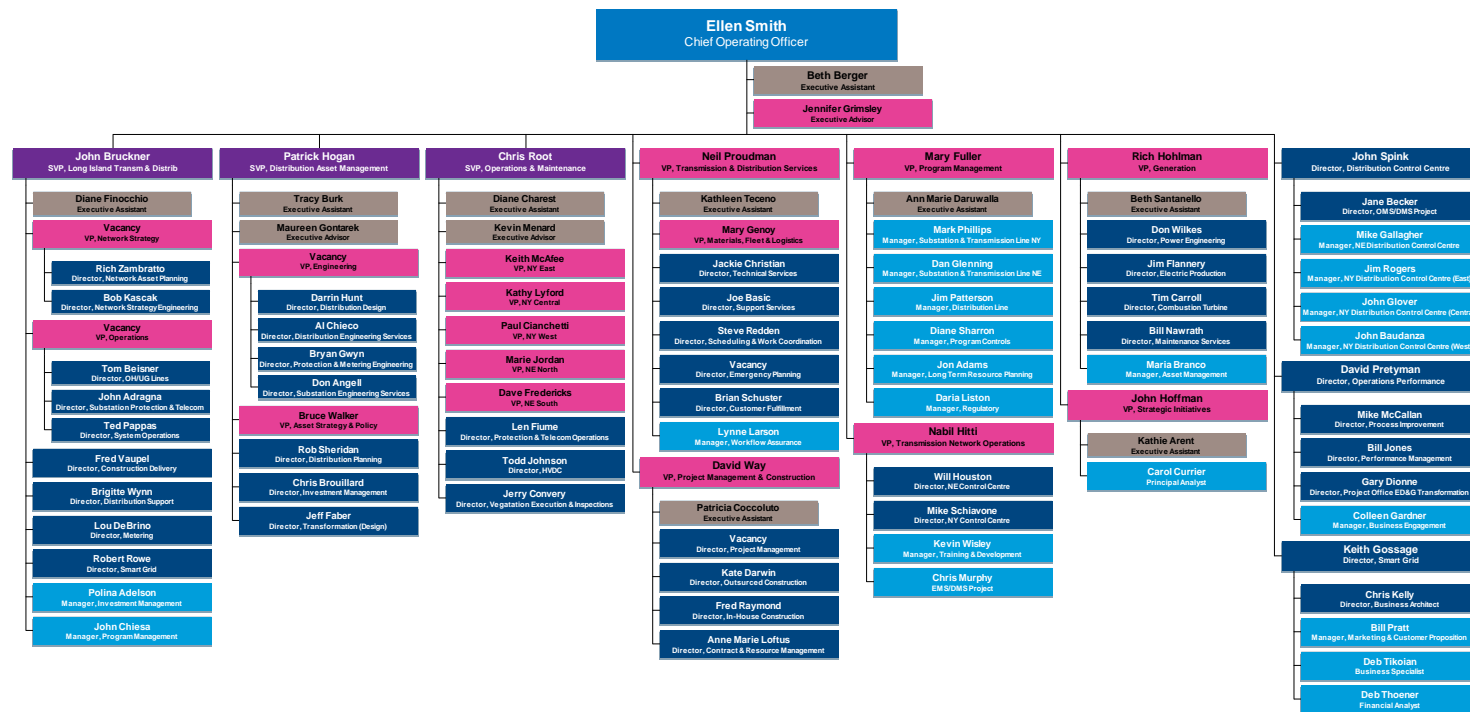 Ellen Smith
Chief Operating Officer
Beth Berger
Executive Assistant
Jennifer Grimsley
Executive Advisor
John Bruckner
SVP, Long Island Transm & Distrib
Diane Finocchio
Executive Assistant
Vacancy
VP, Network Strategy
Rich Zambratto
Director, Network Asset Planning
Bob Kascak
Director, Network Strategy Engineering
Vacancy
VP, Operations
Tom Beisner
Director, OH/UG Lines
John Adragna
Director, Substation Protection & Telecom
Ted Pappas
Director, System Operations
Fred Vaupel
Director, Construction Delivery
Brigitte Wynn
Director, Distribution Support
Lou DeBrino
Director, Metering
Robert Rowe
Director, Smart Grid
Polina Adelson
Manager, Investment Management
John Chiesa
Manager, Program Management
Patrick Hogan
SVP, Distribution Asset Management
Tracy Burk
Executive Assistant
Maureen Gontarek
Executive Advisor
Vacancy
VP, Engineering
Darrin Hunt
Director, Distribution Design
Al Chieco
Director, Distribution Engineering Services
Bryan Gwyn
Director, Protection & Metering Engineering
Don Angell
Director, Substation Engineering Services
Bruce Walker
VP, Asset Strategy & Policy
Rob Sheridan
Director, Distribution Planning
Chris Brouillard
Director, Investment Management
Jeff Faber
Director, Transformation (Design)
Chris Root
SVP, Operations & Maintenance
Diane Charest
Executive Assistant
Kevin Menard
Executive Assistant
Keith McAfee
VP, NY East
Kathy Lyford
VP, NY Central
Paul Cianchetti
VP, NY West
Marie Jordan
VP, NE North
Dave Fredericks
VP, NE South
Len Fiume
Director, Protection & Telecom Operations
Todd Johnson
Director, HVDC
Jerry Convery
Director, Vegatation Execution & Inspections
Neil Proudman
VP, Transmission & Distribution Services
Kathleen Teceno
Executive Assistant
Mary Genoy
VP, Materials, Fleet & Logistics
Jackie Christian
Director, Technical Services
Joe Basic
Director, Support Services
Steve Redden
Director, Scheduling & Work Coordination
Vacancy
Director, Emergency Planning
Brian Schuster
Director, Customer Fulfillment
Lynne Larson
Manager, Workflow Assurance
David Way
VP, Project Management & Construction
Patricia Coccoluto
Executive Assistant
Vacancy
Director, Project Management
Kate Darwin
Director, Outsurced Construction
Fred Raymond
Director, In-House Construction
Anne Marie Loftus
Director, Contract & Resource Management
Mary Fuller
VP, Program Management
Ann Marie Daruwalla
Executive Assistant
Mark Phillips
Manager, Substation & Transmission Line NY
Dan Glenning
Manager, Substation & Transmission Line NE
Jim Patterson
Manager, Distribution Line
Diane Sharron
Manager, Program Controls
Jon Adams
Manager, Long Term Resource Planning
Daria Liston
Manager, Regulatory
Nabil Hitti
VP, Transmission Network Operations
Will Houston
Director, NE Control Centre
Mike Schiavone
Director, NY Control Centre
Kevin Wisley
Manager, Training & Development
Chris Murphy
EMS/DMS Project
Rich Hohlman
VP, Generation
Beth Santanello
Executive Assistant
Don Wilkes
Director, Power Engineering
Jim Flannery
Director, Electric Production
Tim Carroll
Director, Combustion Turbine
Bill Nawrath
Director, Maintenance Services
Maria Branco
Manager, Asset Management
John Hoffman
VP, Strategic Initiatives
Kathie Arent
Executive Assistant
Carol Currier
Principal Analyst
John Spink
Director, Distribution Control Centre
Jane Becker
Director, OMS/DMS Project
Mike Gallagher
Manager, NE Distribution Control Centre
Jim Rogers
Manager, NY Distribution Control Centre (East)
John Glover
Manager, NY Distribution Control Centre (Centra
John Baudanza
Manager, NY Distribution Control Centre (West
David Pretyman
Director, Operations Performance
Mike McCallan
Director, Process Improvement
Bill Jones
Director, Performance Management
Gary Dionne
Director, Project Office ED&G Transformation
Colleen Gardner
Manager, Business Engagement
Keith Gossage
Director, Smart Grid
Chris Kelly
Director, Business Architect
Bill Pratt
Manager, Marketing & Customer Proposition
Deb Tikoian
Business Specialist
Deb Thoener
Financial Analyst